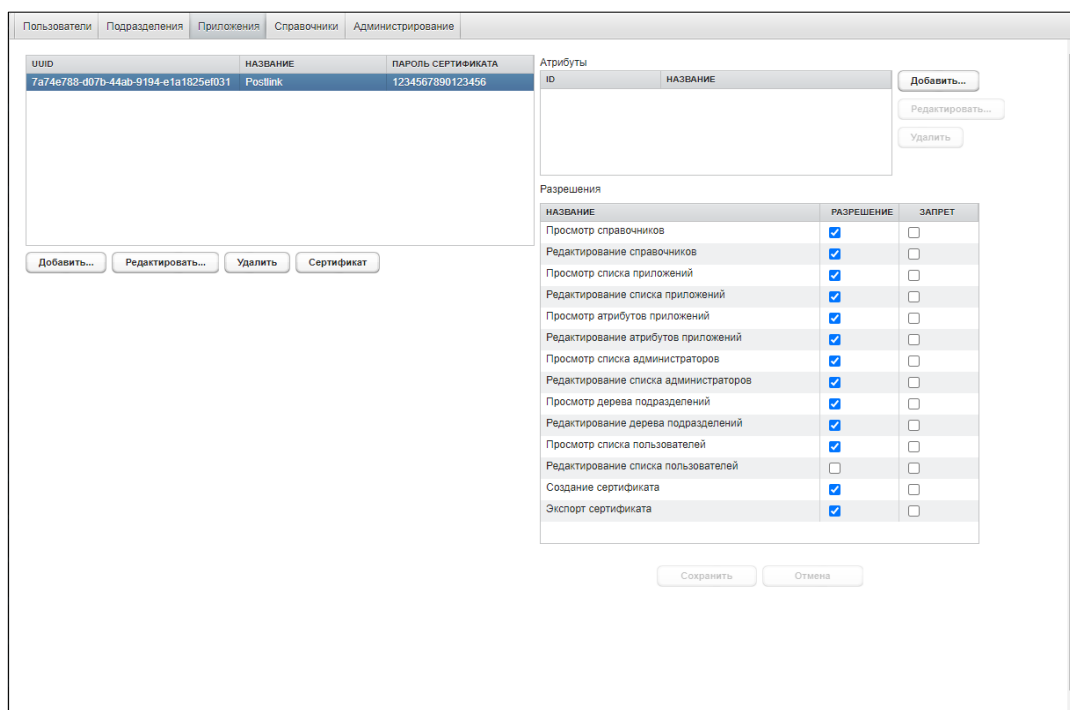 Пользователи Подразделения Приложения Справочники Администрирование
UUID НАЗВАНИЕ ПАРОЛЬ СЕРТИФИКАТА
7a74e788-d07b-44ab-9194-e1a1825ef031 Postlink 1234567890123456
Добавить... Редактировать... Удалить Сертификат
Атрибуты
ID НАЗВАНИЕ
Добавить...
Редактировать...
Удалить
Разрешения
НАЗВАНИЕ РАЗРЕШЕНИЕ ЗАПРЕТ
Просмотр справочников
Редактирование справочников
Просмотр списка приложений
Редактирование списка приложений
Просмотр атрибутов приложений
Редактирование атрибутов приложений
Просмотр списка администраторов
Редактирование списка администраторов
Просмотр дерева подразделений
Редактирование дерева подразделений
Просмотр списка пользователей
Редактирование списка пользователей
Создание сертификата
Экспорт сертификата
Сохранить Отмена